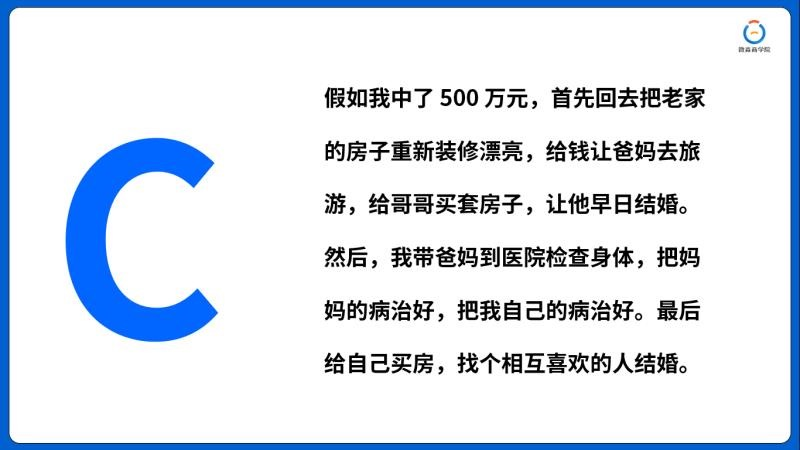 微淼商学院
C
假如我中了 500 万元，首先回去把老家
的房子重新装修漂亮，给钱让爸妈去旅
游，给哥哥买套房子，让他早日结婚。
然后，我带爸妈到医院检查身体，把妈
妈的病治好，把我自己的病治好。最后
给自己买房，找个相互喜欢的人结婚。